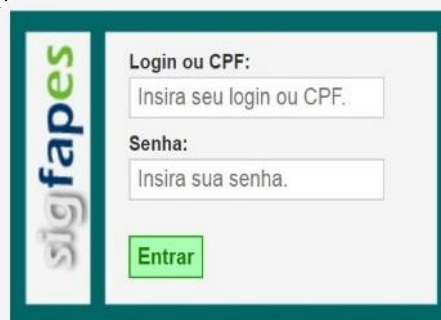 sigfapes
Login ou CPF:
Insira seu login ou CPF.
Senha:
Insira sua senha.
Entrar